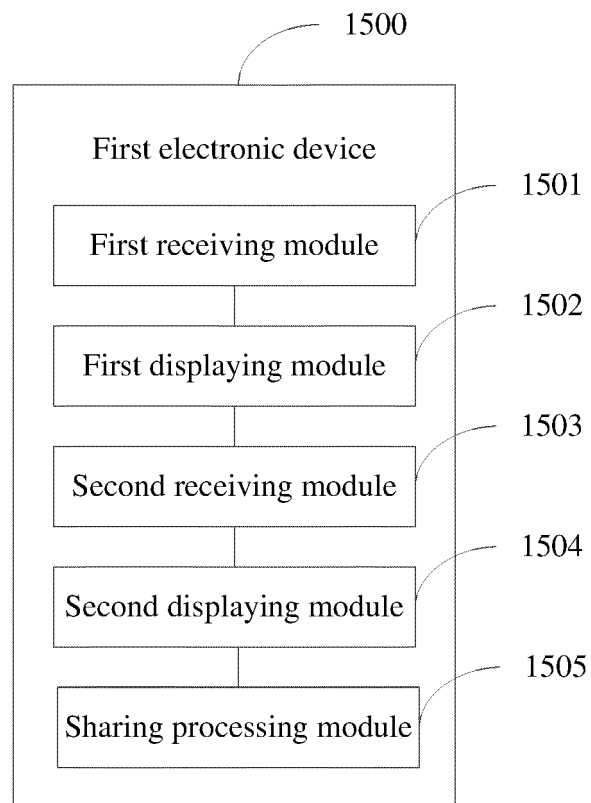 1500
First electronic device
1501
First receiving module
1502
First displaying module
1503
Second receiving module
1504
Second displaying module
1505
Sharing processing module